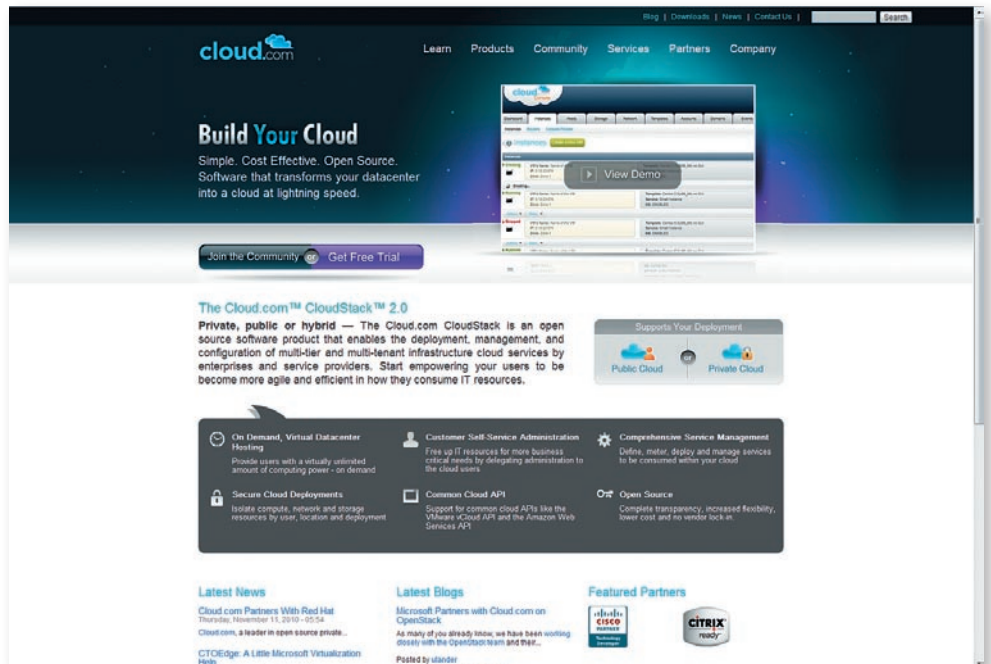 Blog | Downloads | News | Contact Us |
Search
cloud.com
Learn Products Community Services Partners Company
Build Your Cloud
Simple. Cost Effective. Open Source.
Software that transforms your datacenter
into a cloud at lightning speed.
View Demo
Join the Community or Get Free Trial
The Cloud.com™ CloudStack™ 2.0
Private, public or hybrid — The Cloud.com CloudStack is an open
source software product that enables the deployment, management, and
configuration of multi-tier and multi-tenant infrastructure cloud services by
enterprises and service providers. Start empowering your users to be
become more agile and efficient in how they consume IT resources.
Supports Your Deployment
Public Cloud or Private Cloud
On Demand, Virtual Datacenter
Hosting
Provide users with a virtually unlimited
amount of computing power - on demand
Customer Self-Service Administration
Free up IT resources for more business
critical needs by delegating administration to
the cloud users
Comprehensive Service Management
Define, meter, deploy and manage services
to be consumed within your cloud
Secure Cloud Deployments
Isolate compute, network and storage
resources by user, location and deployment
Common Cloud API
Support for common cloud APIs like the
VMware vCloud API and the Amazon Web
Services API
Open Source
Complete transparency, increased flexibility,
lower cost and no vendor lock-in.
Latest News
Cloud.com Partners With Red Hat
Thursday, November 11, 2010 - 05:54
Cloud.com, a leader in open source private...
CTOEdge: A Little Microsoft Virtualization
Help
Latest Blogs
Microsoft Partners with Cloud.com on
OpenStack
As many of you already know, we have been working
closely with the OpenStack team and their...
Posted by ulander
Featured Partners
CISCO
PARTNER
Technology
Developer
CITRIX
ready